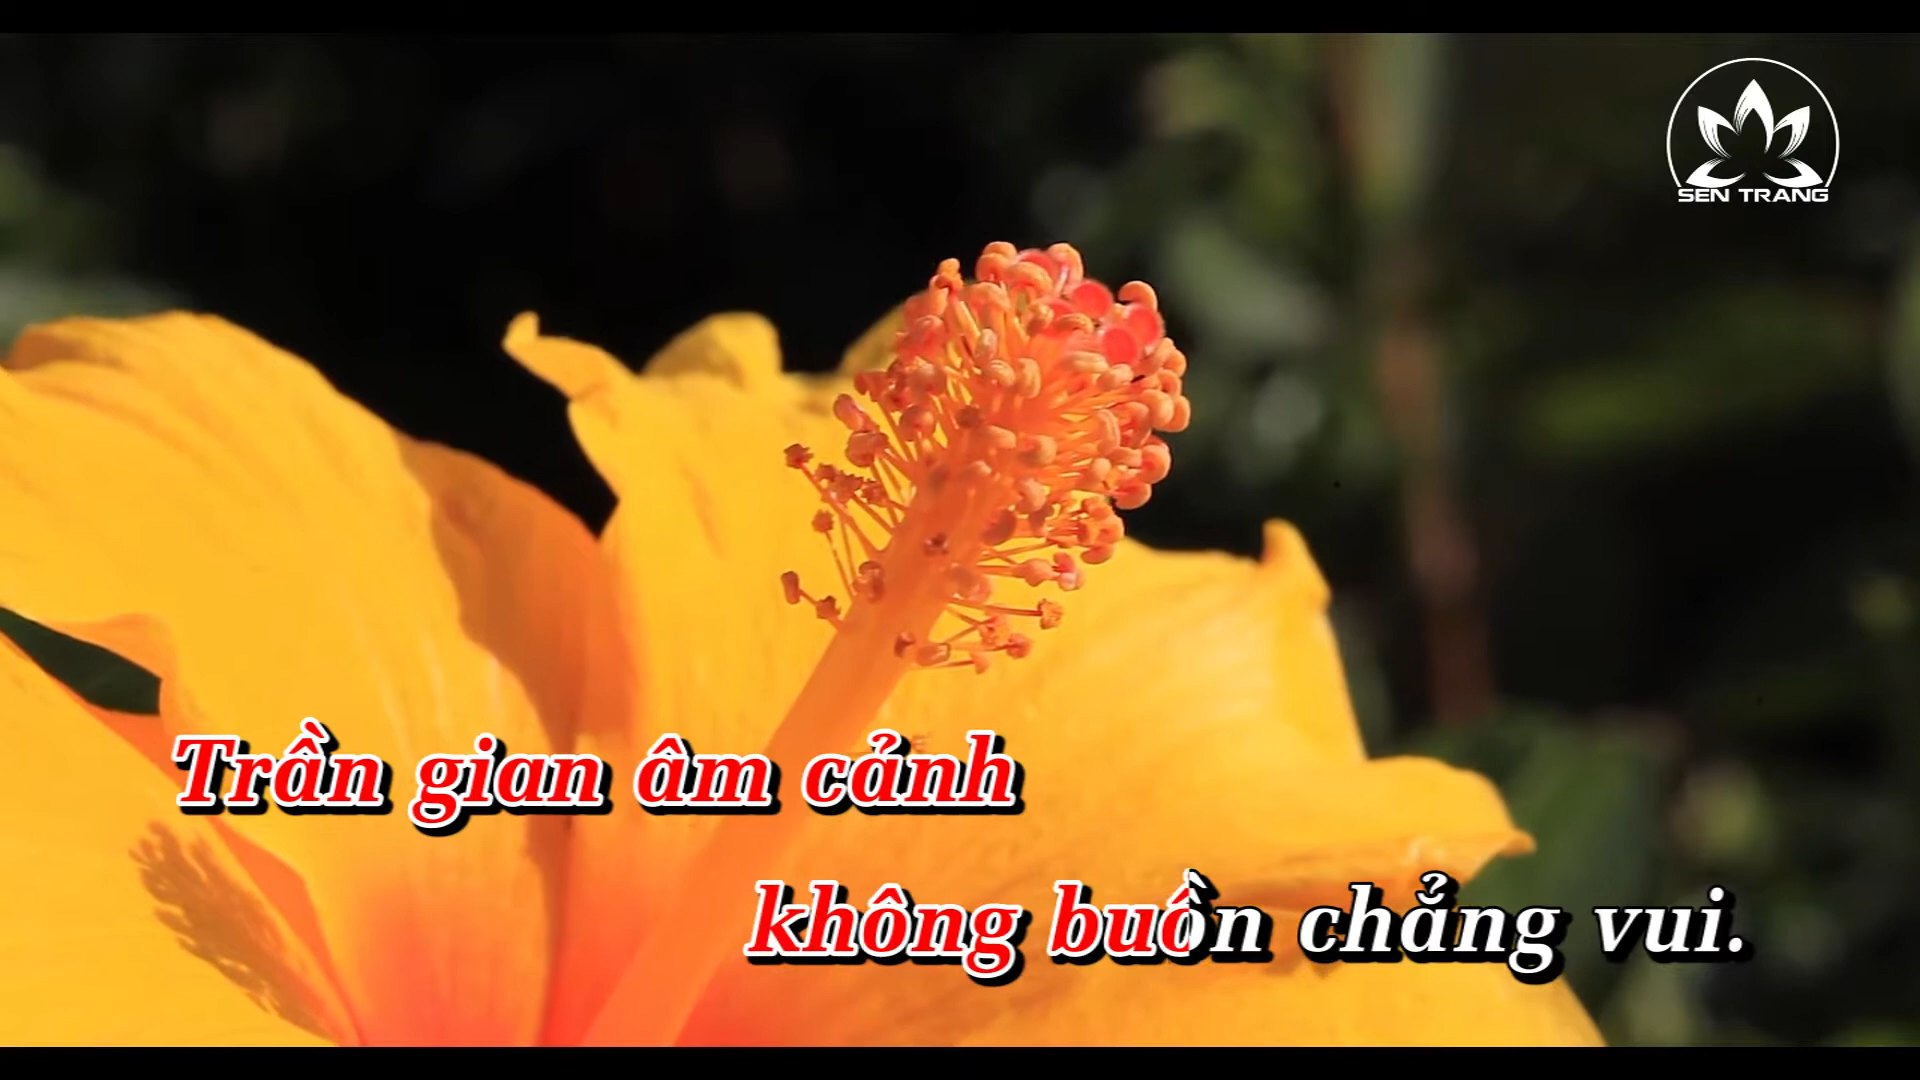 SEN TRANG
Trần gian âm cảnh
không buồn chẳng vui.